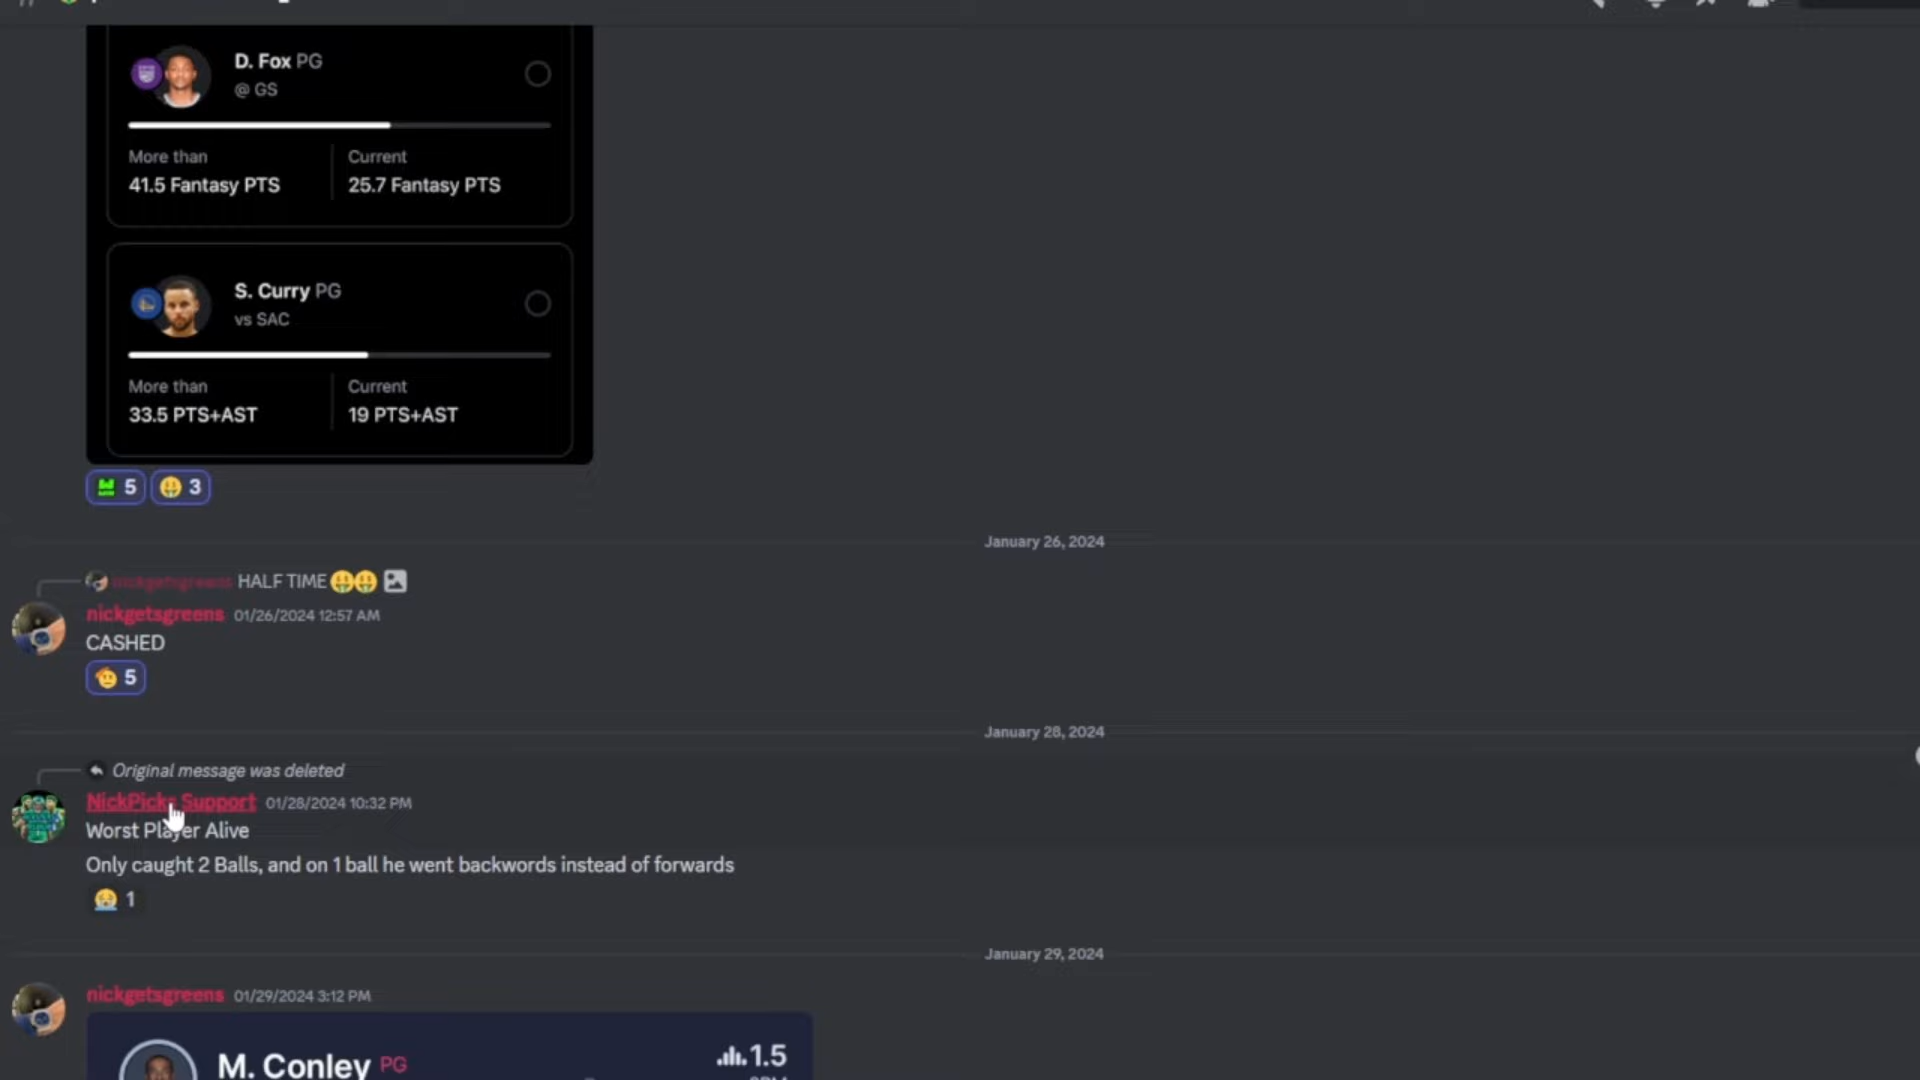 D. Fox PG
@ GS
More than
Current
41.5 Fantasy PTS
25.7 Fantasy PTS
S. Curry PG
vs SAC
More than
Current
33.5 PTS+AST
19 PTS+AST
5
3
January 26, 2024
nickgetsgreens HALF TIME
nickgetsgreens 01/26/2024 12:57 AM
CASHED
5
January 28, 2024
Original message was deleted
NickPicks Support 01/28/2024 10:32 PM
Worst Player Alive
Only caught 2 Balls, and on 1 ball he went backwords instead of forwards
1
January 29, 2024
nickgetsgreens 01/29/2024 3:12 PM
M. Conley PG
1.5